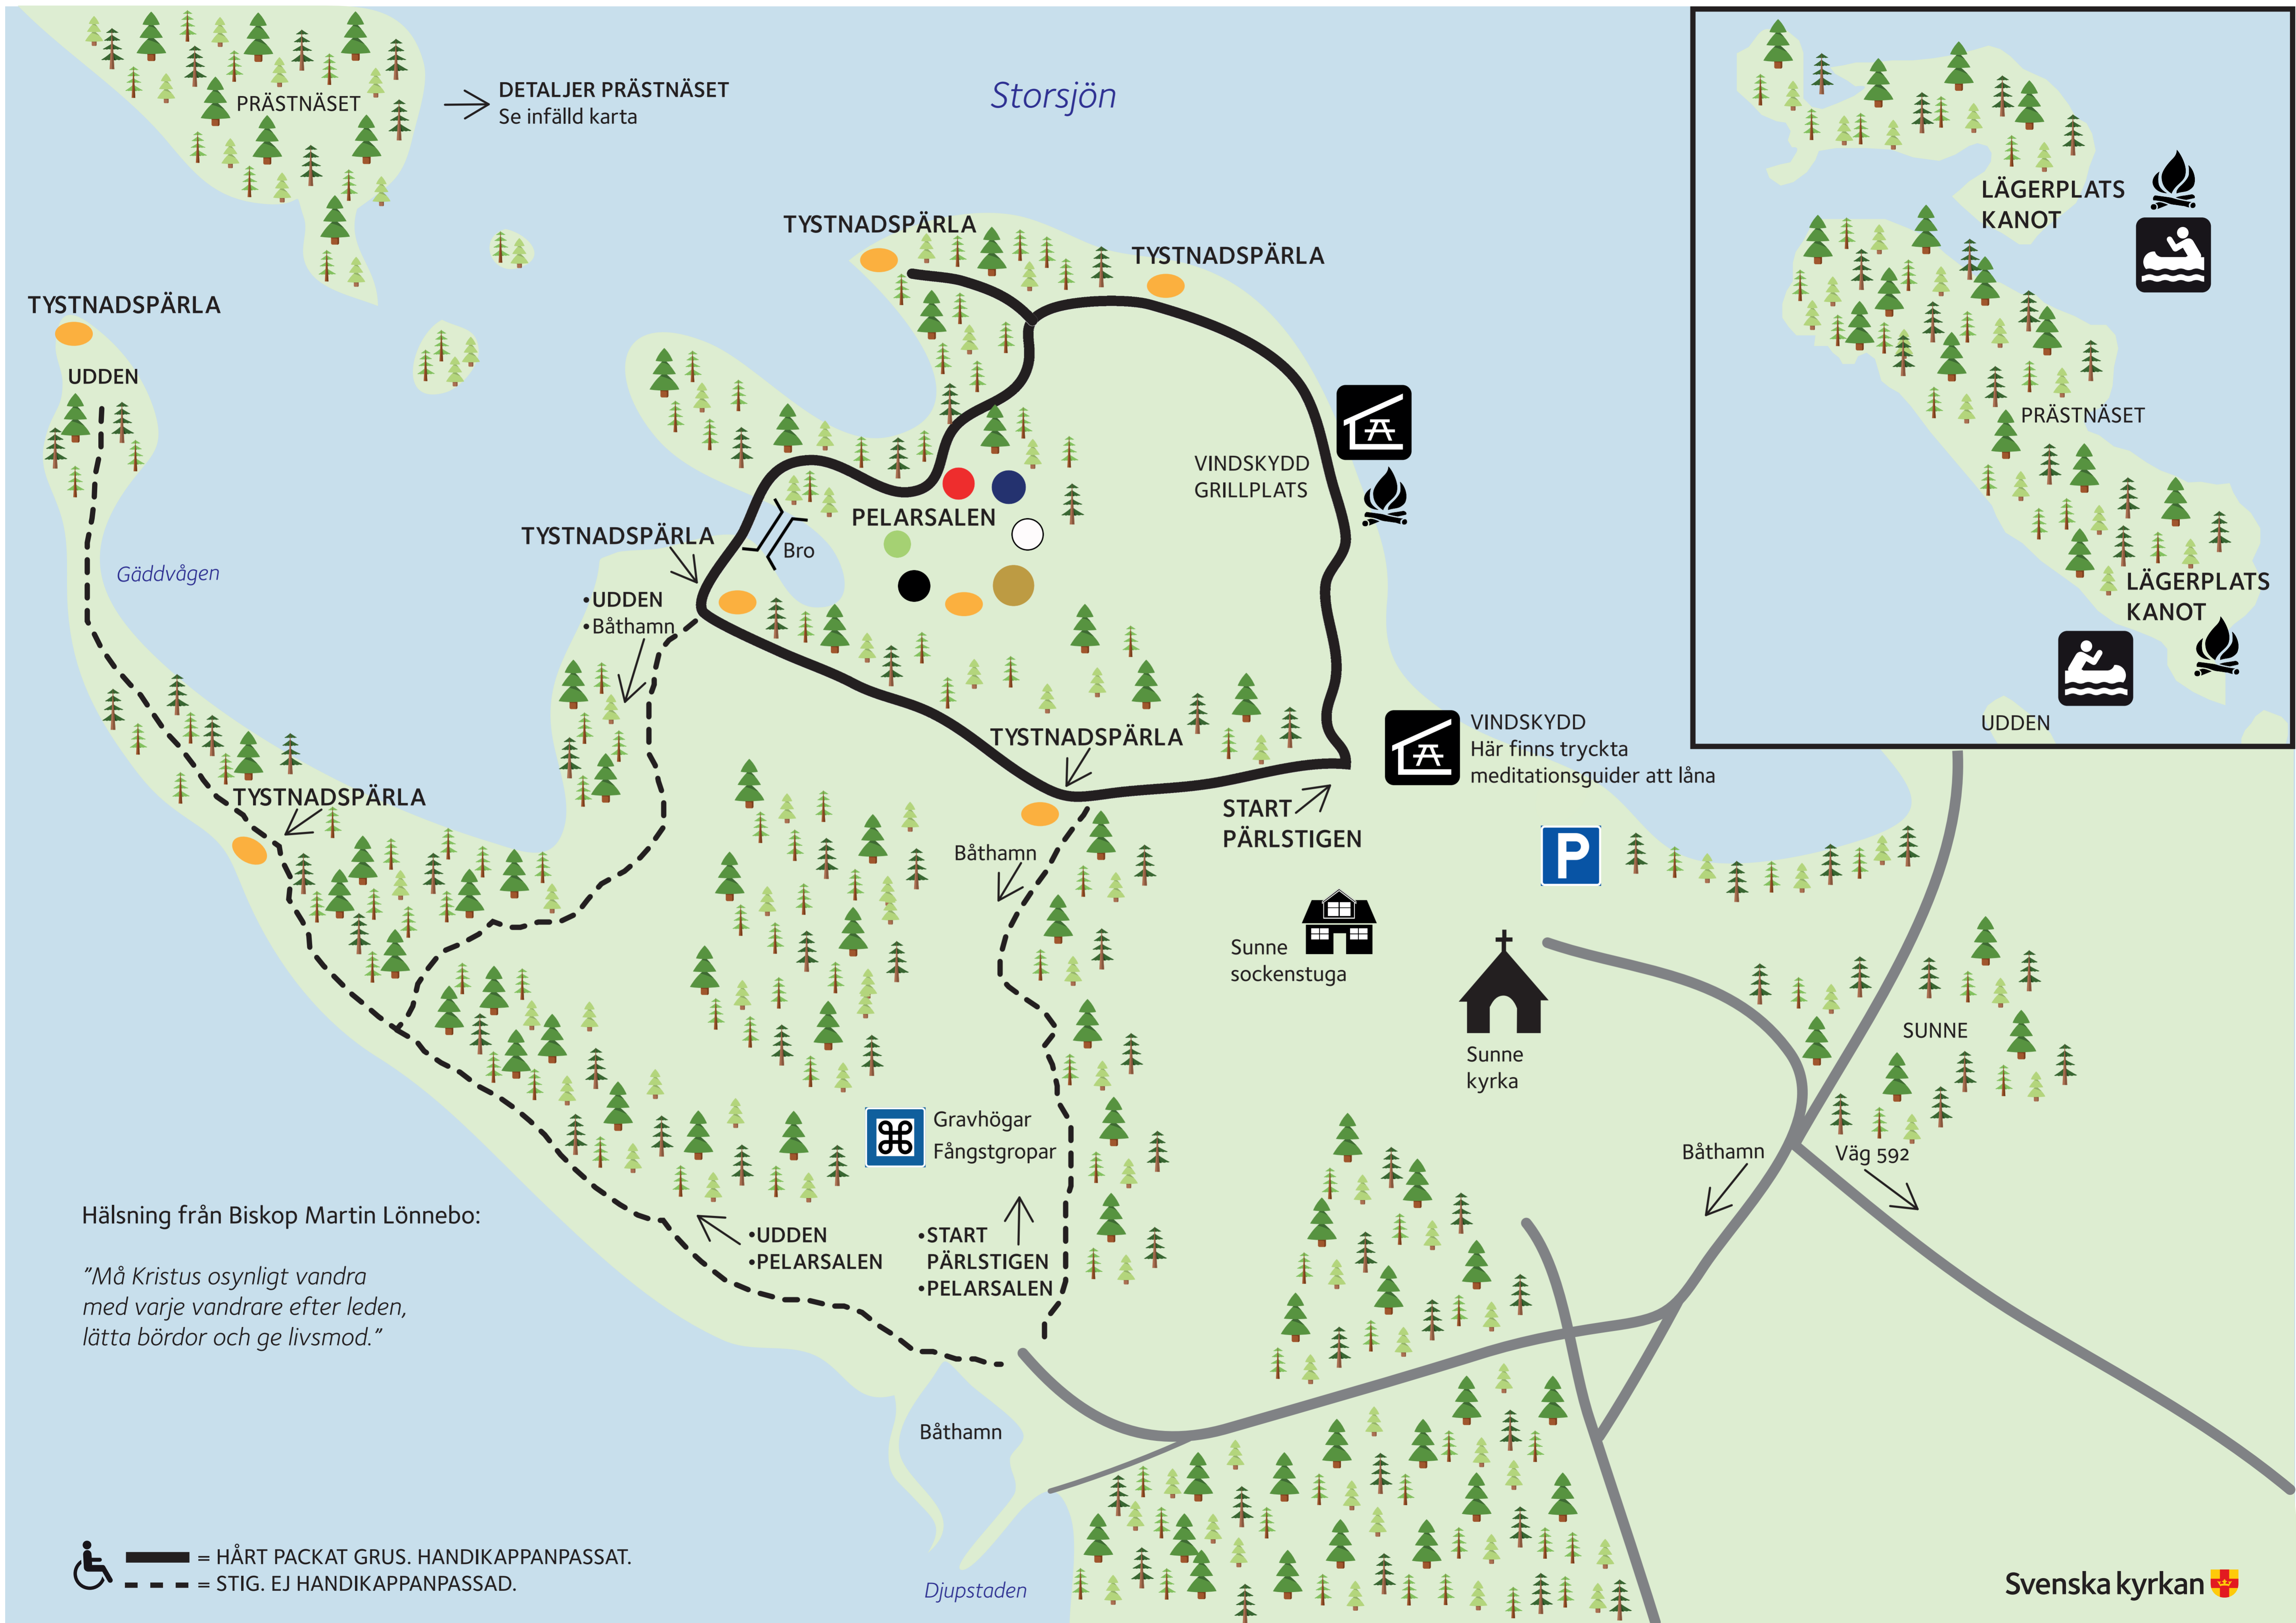 PRÄSTNÄSET
DETALJER PRÄSTNÄSET
Se infälld karta
Storsjön
LÄGERPLATS
KANOT
PRÄSTNÄSET
LÄGERPLATS
KANOT
UDDEN
TYSTNADSPÄRLA
TYSTNADSPÄRLA
TYSTNADSPÄRLA
UDDEN
VINDSKYDD
GRILLPLATS
PELARSALEN
TYSTNADSPÄRLA
Bro
Gäddvågen
•UDDEN
•Båthamn
TYSTNADSPÄRLA
VINDSKYDD
Här finns tryckta
meditationsguider att låna
TYSTNADSPÄRLA
START
PÄRLSTIGEN
Båthamn
P
Sunne
sockenstuga
Sunne
kyrka
SUNNE
Gravhögar
Fångstgropar
Båthamn
Väg 592
Hälsning från Biskop Martin Lönnebo:
”Må Kristus osynligt vandra
med varje vandrare efter leden,
lätta bördor och ge livsmod.”
•UDDEN
•PELARSALEN
•START
PÄRLSTIGEN
•PELARSALEN
Båthamn
Djupstaden
= HÅRT PACKAT GRUS. HANDIKAPPANPASSAT.
= STIG. EJ HANDIKAPPANPASSAD.
Svenska kyrkan